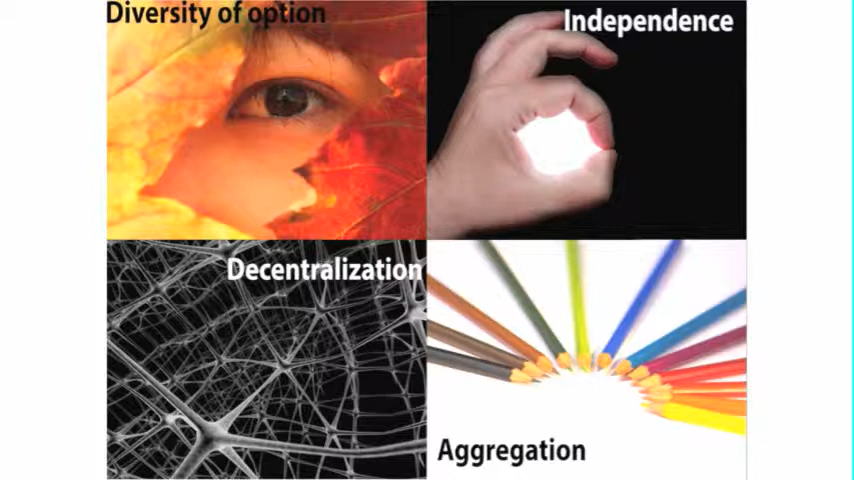 Diversity of option
Independence
Decentralization
Aggregation